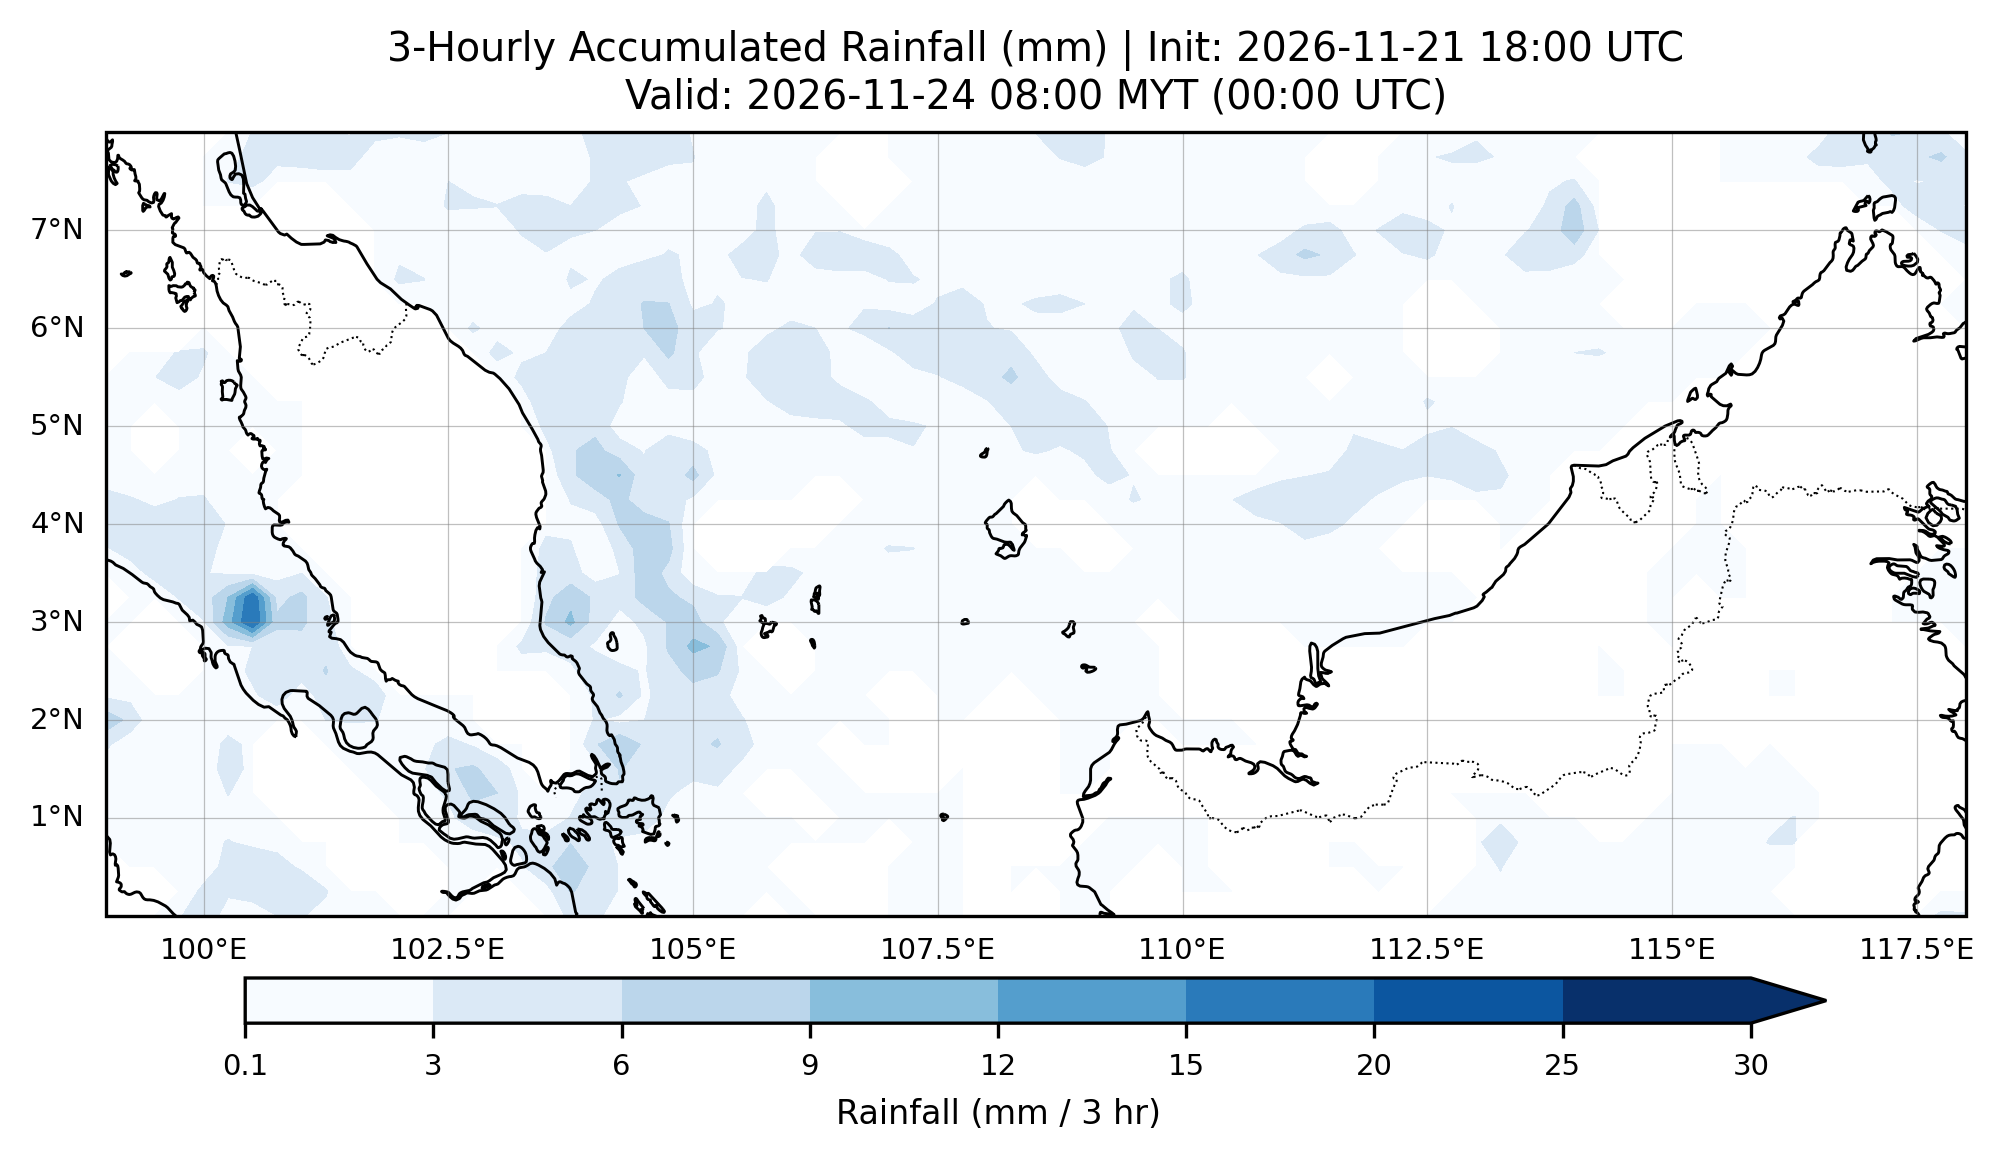 3-Hourly Accumulated Rainfall (mm) | Init: 2026-11-21 18:00 UTC
Valid: 2026-11-24 08:00 MYT (00:00 UTC)
7°N
6°N
5°N
4°N
3°N
2°N
1°N
100°E 102.5°E 105°E 107.5°E 110°E 112.5°E 115°E 117.5°E
0.1 3 6 9 12 15 20 25 30
Rainfall (mm / 3 hr)